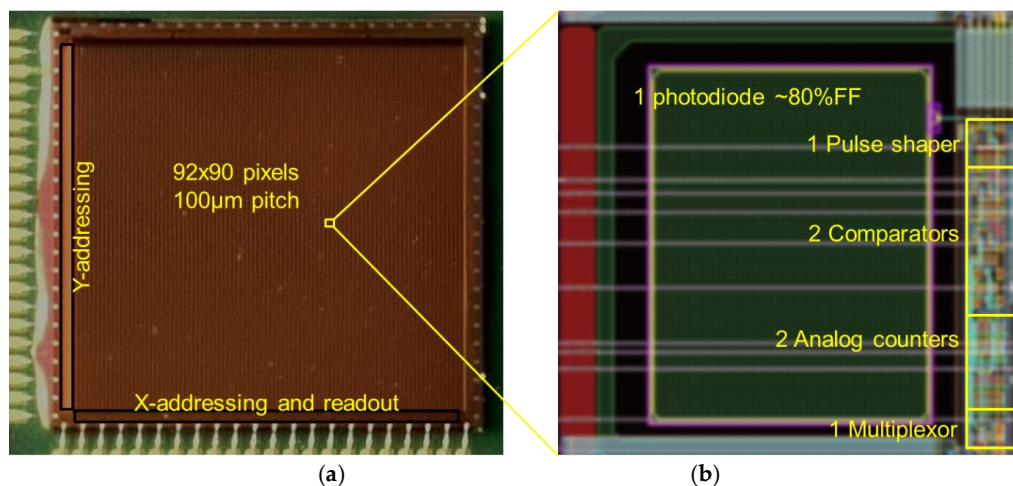 92x90 pixels
100µm pitch
Y-addressing
X-addressing and readout
1 photodiode ~80%FF
1 Pulse shaper
2 Comparators
2 Analog counters
1 Multiplexor
(a)
(b)